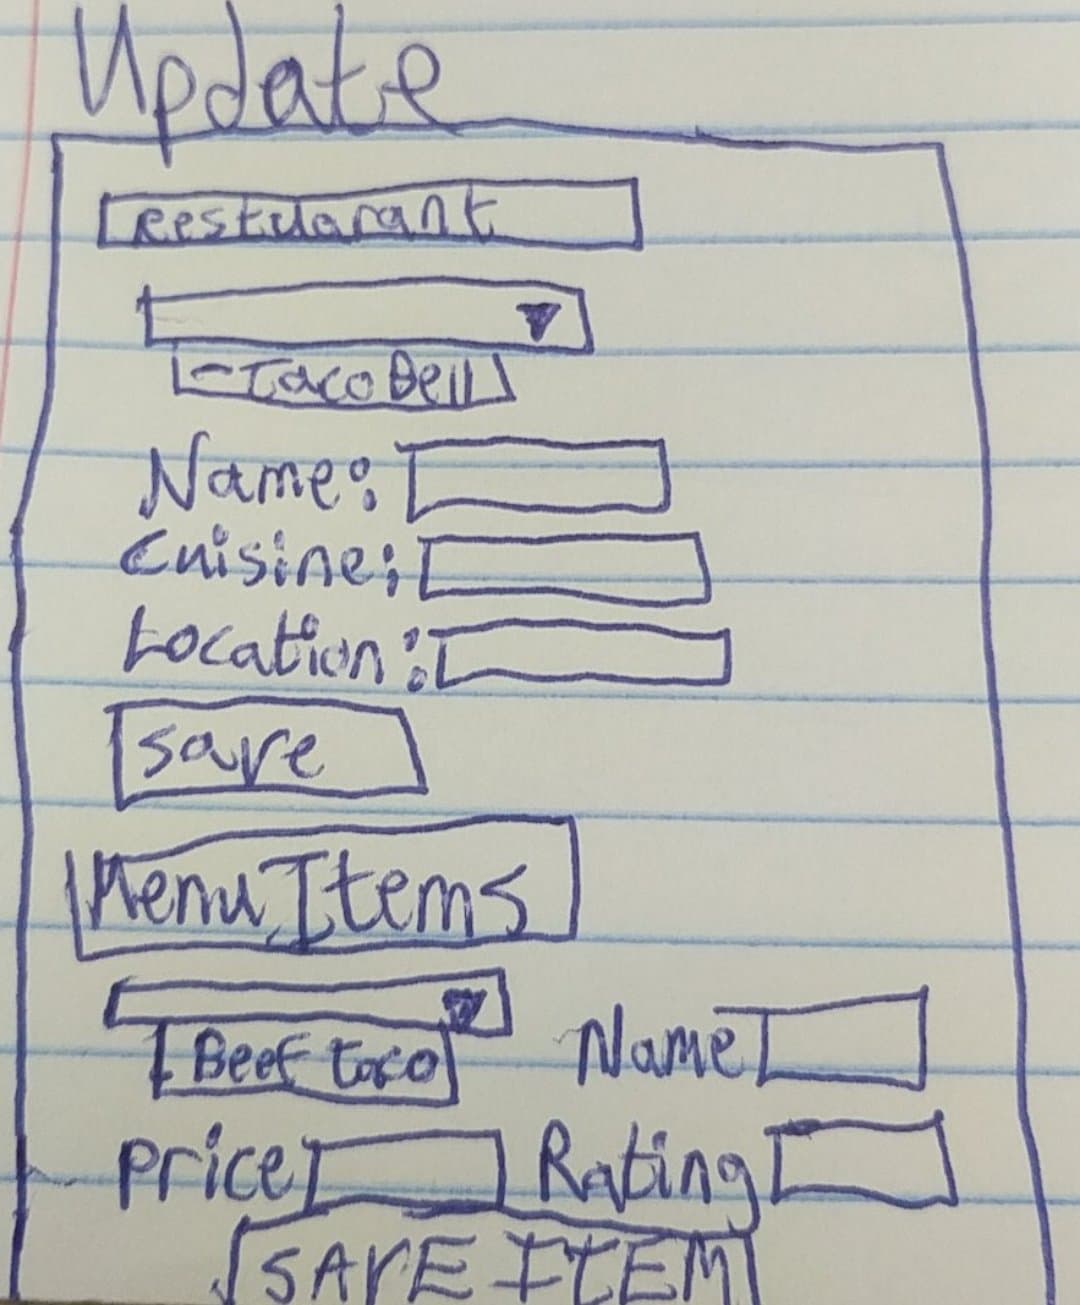 Update
Restuarant
-Taco Bell
Name:
Cuisine:
Location:
save
Menu Items
Beef taco
Name
Price
Rating
SAVE ITEM